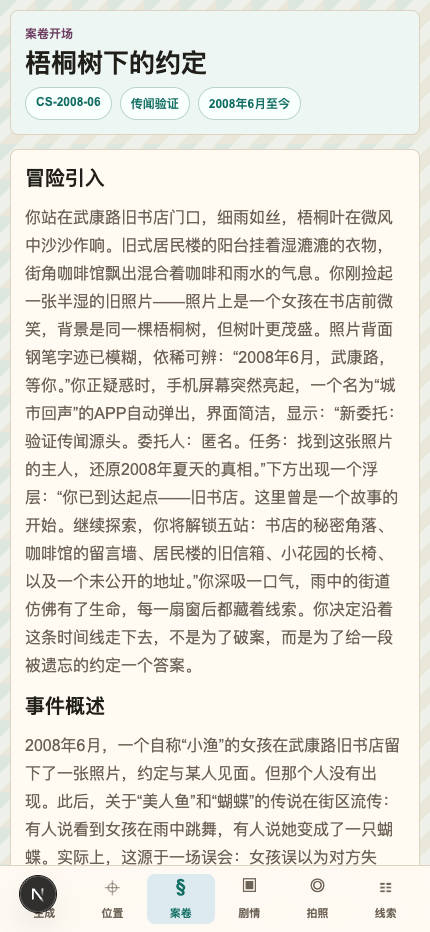 案卷开场
梧桐树下的约定
CS-2008-06
传闻验证
2008年6月至今
冒险引入
你站在武康路旧书店门口，细雨如丝，梧桐叶在微风
中沙沙作响。旧式居民楼的阳台挂着湿漉漉的衣物，
街角咖啡馆飘出混合着咖啡和雨水的气息。你刚捡起
一张半湿的旧照片——照片上是一个女孩在书店前微
笑，背景是同一棵梧桐树，但树叶更茂盛。照片背面
钢笔字迹已模糊，依稀可辨：“2008年6月，武康路，
等你。”你正疑惑时，手机屏幕突然亮起，一个名为“城
市回声”的APP自动弹出，界面简洁，显示：“新委托：
验证传闻源头。委托人：匿名。任务：找到这张照片
的主人，还原2008年夏天的真相。”下方出现一个浮
层：“你已到达起点——旧书店。这里曾是一个故事的
开始。继续探索，你将解锁五站：书店的秘密角落、
咖啡馆的留言墙、居民楼的旧信箱、小花园的长椅、
以及一个未公开的地址。”你深吸一口气，雨中的街道
仿佛有了生命，每一扇窗后都藏着线索。你决定沿着
这条时间线走下去，不是为了破案，而是为了给一段
被遗忘的约定一个答案。
事件概述
2008年6月，一个自称“小渔”的女孩在武康路旧书店留
下了一张照片，约定与某人见面。但那个人没有出
现。此后，关于“美人鱼”和“蝴蝶”的传说在街区流传：
有人说看到女孩在雨中跳舞，有人说她变成了一只蝴
蝶。实际上，这源于一场误会：女孩误以为对方失
N
生成
位置
§
案卷
剧情
拍照
线索